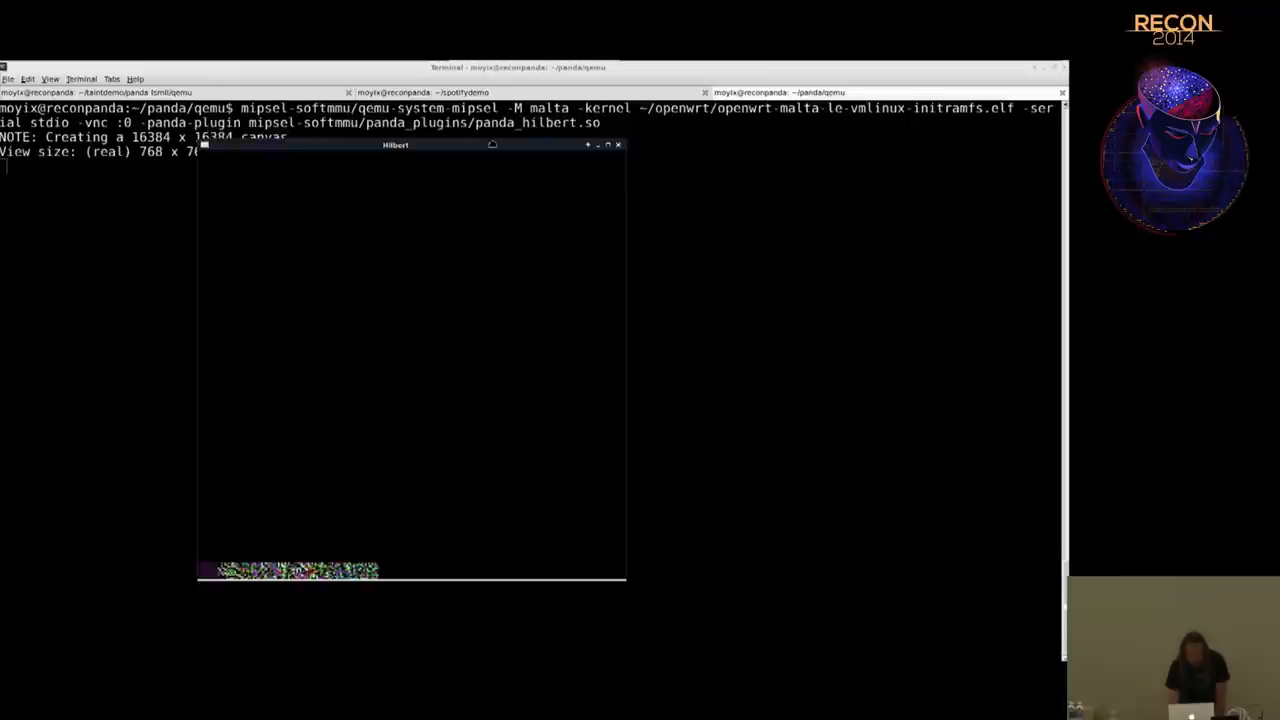 RECON
2014
Terminal - moyix@reconpanda: ~/panda/qemu
File Edit View Terminal Tabs Help
moyix@reconpanda: ~/taintdemo/panda lsmll/qemu
moyix@reconpanda: ~/spotifydemo
moyix@reconpanda: ~/panda/qemu
moyix@reconpanda:~/panda/qemu$ mipsel-softmmu/qemu-system-mipsel -M malta -kernel ~/openwrt/openwrt-malta-le-vmlinux-initramfs.elf -ser
ial stdio -vnc :0 -panda-plugin mipsel-softmmu/panda_plugins/panda_hilbert.so
NOTE: Creating a 16384 x 16384 canvas
View size: (real) 768 x 76
Hilbert